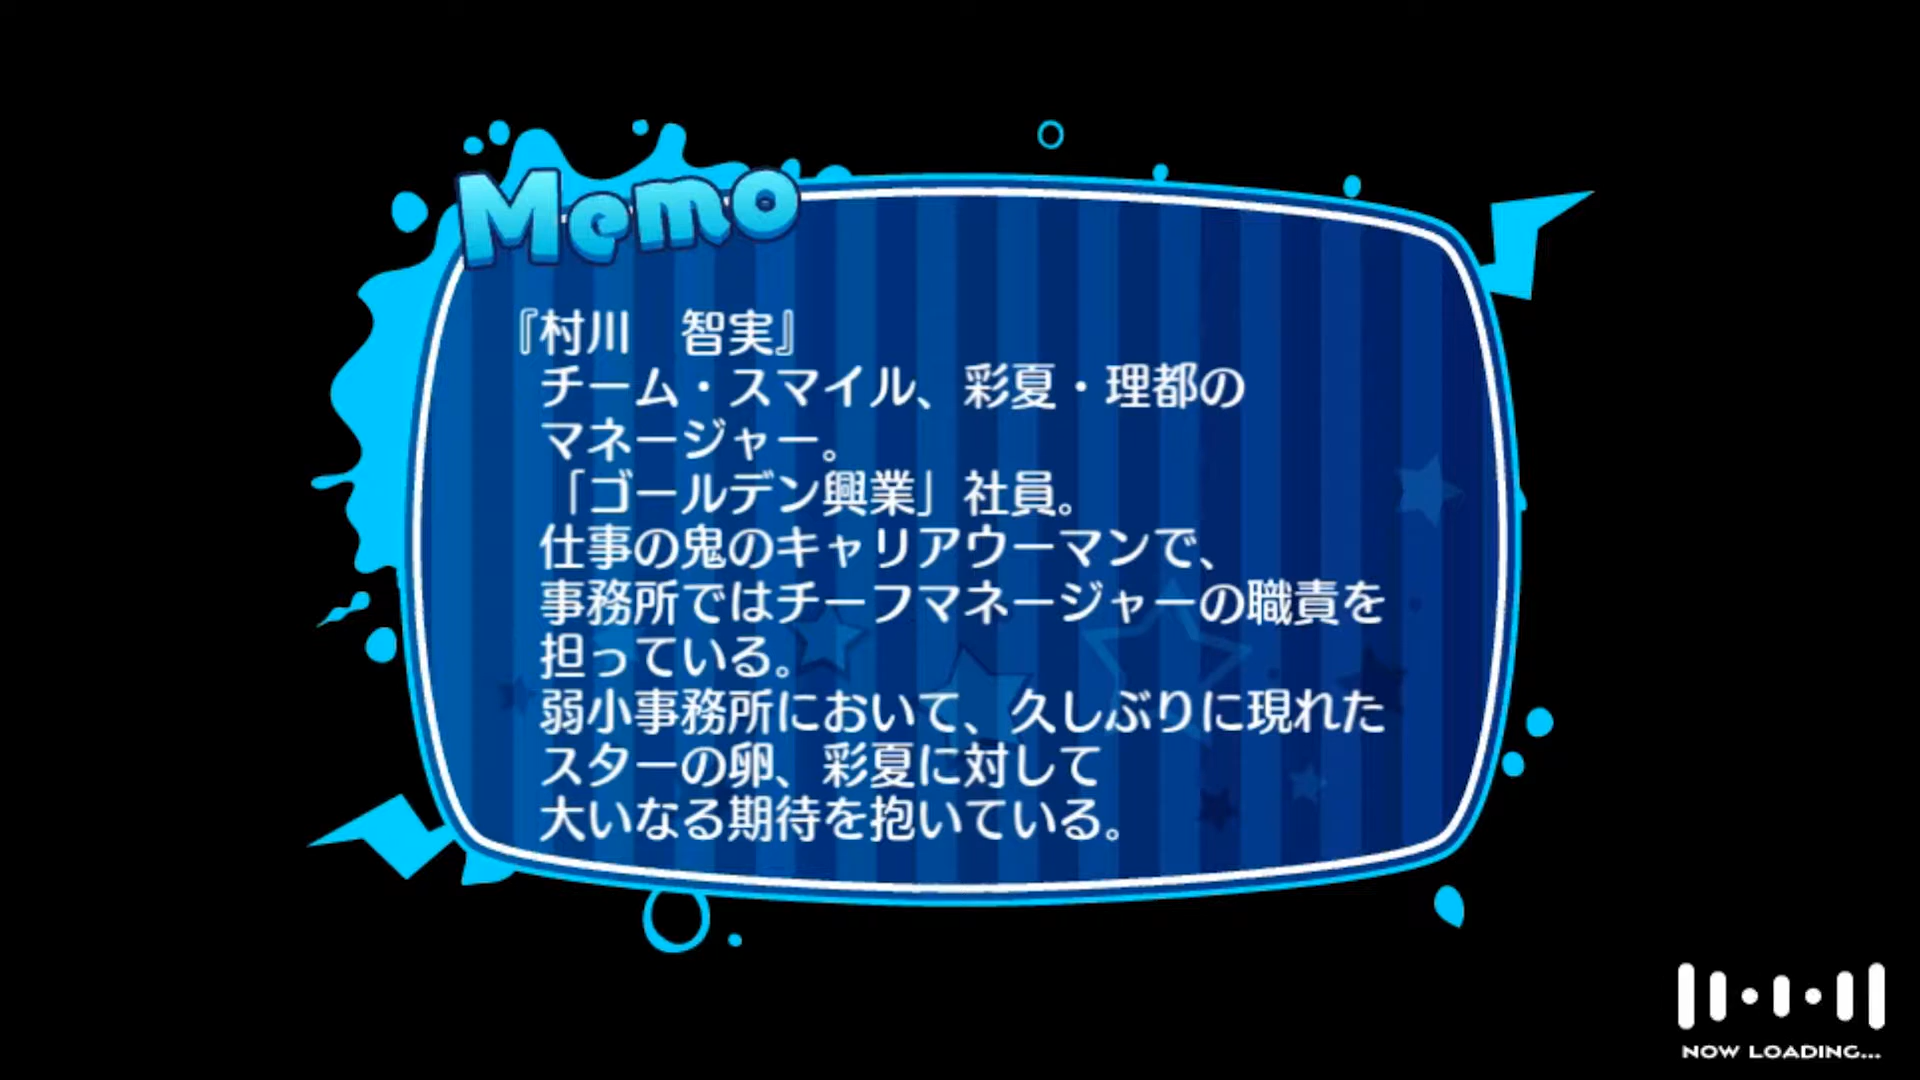 Memo
『村川　智実』
チーム・スマイル、彩夏・理都の
マネージャー。
「ゴールデン興業」社員。
仕事の鬼のキャリアウーマンで、
事務所ではチーフマネージャーの職責を
担っている。
弱小事務所において、久しぶりに現れた
スターの卵、彩夏に対して
大いなる期待を抱いている。
NOW LOADING...